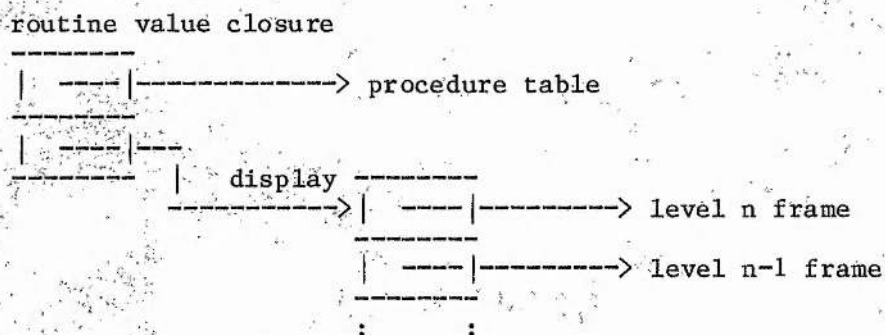 routine value closure
procedure table
display
level n frame
level n-1 frame